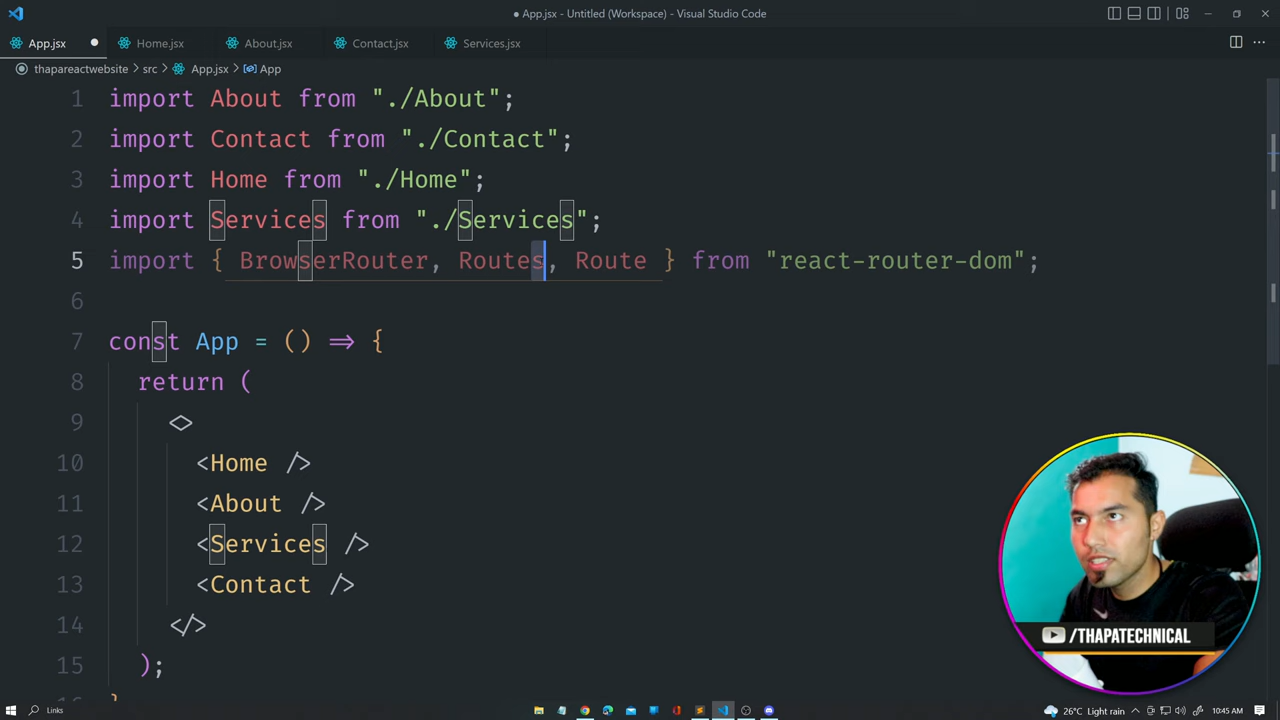 App.jsx - Untitled (Workspace) - Visual Studio Code
App.jsx
Home.jsx
About.jsx
Contact.jsx
Services.jsx
thapareactwebsite > src > App.jsx > App
1 import About from "./About";
2 import Contact from "./Contact";
3 import Home from "./Home";
4 import Services from "./Services";
5 import { BrowserRouter, Routes, Route } from "react-router-dom";
6
7 const App = () => {
8 return (
9 <>
10 <Home />
11 <About />
12 <Services />
13 <Contact />
14 </>
15 );
/THAPATECHNICAL
Links
26°C Light rain
10:45 AM